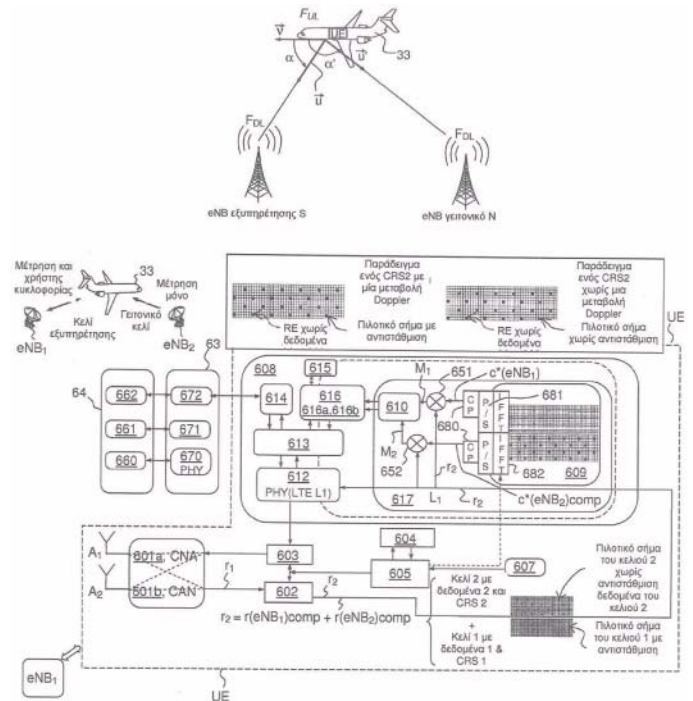 F_UL
UE
33
v
α
α'
u'
u
F_DL
F_DL
eNB εξυπηρέτησης S
eNB γειτονικό N
Μέτρηση και
χρήστης
κυκλοφορίας
33
Μέτρηση
μόνο
Κελί
εξυπηρέτησης
Γειτονικό
κελί
eNB₁
eNB₂
Παράδειγμα
ενός CRS2 με
μία μεταβολή
Doppler
RE χωρίς
δεδομένα
Πιλοτικό σήμα με
αντιστάθμιση
Παράδειγμα
ενός CRS2
χωρίς μια
μεταβολή
Doppler
RE χωρίς
δεδομένα
Πιλοτικό σήμα
χωρίς αντιστάθμιση
UE
64
63
662
672
661
671
660
670
PHY
608
615
614
616
616a,616b
613
612
PHY(LTE L1)
610
M₁
651
c*(eNB₁)
681
CP
P/S
FFT
680
CP
P/S
IFFT
682
609
M₂
652
r₂
c*(eNB₂)comp
617
L₁
r₂
A₁
601a, CNA
A₂
601b, CAN
r₁
603
602
r₂
604
605
607
r₂ = r(eNB₁)comp + r(eNB₂)comp
Κελί 2 με
δεδομένα 2 και
CRS 2
+
Κελί 1 με
δεδομένα 1 &
CRS 1
Πιλοτικό σήμα
του κελιού 2
χωρίς
αντιστάθμιση
δεδομένα του
κελιού 2
Πιλοτικό σήμα
του κελιού 1 με
αντιστάθμιση
eNB₁
UE